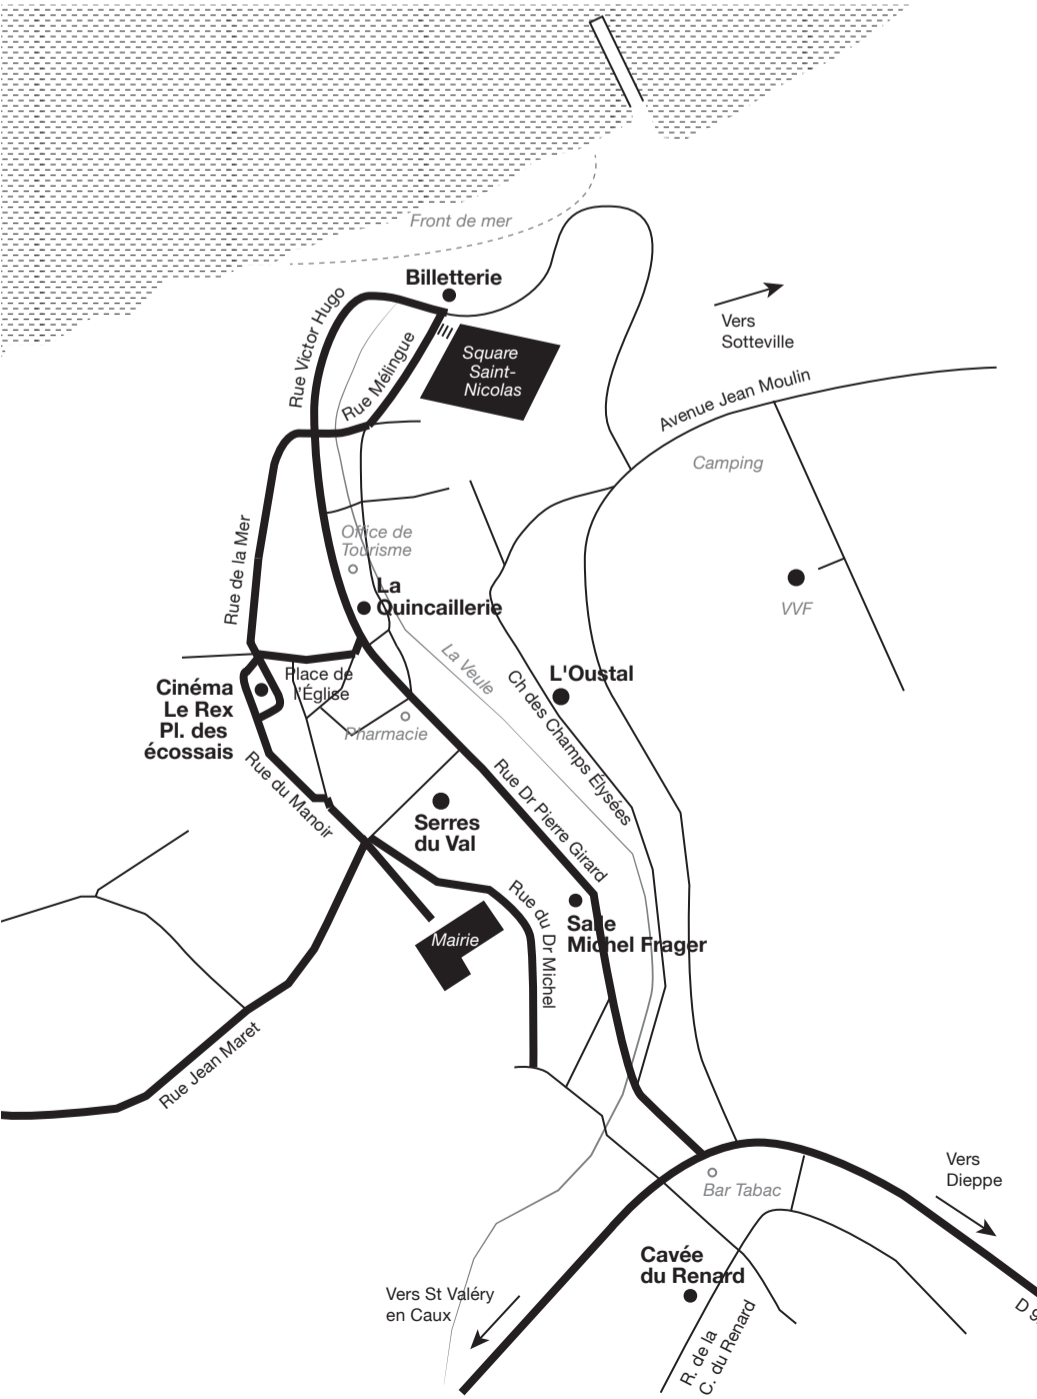 Front de mer
Billetterie
Rue Victor Hugo
Rue Mélingue
Square
Saint-
Nicolas
Vers
Sotteville
Avenue Jean Moulin
Camping
Office de
Tourisme
VVF
Rue de la Mer
La
Quincaillerie
La Veule
L'Oustal
Ch des Champs Élysées
Place de
l'Église
Cinéma
Le Rex
Pl. des
écossais
Pharmacie
Rue du Manoir
Rue Dr Pierre Girard
Serres
du Val
Rue du Dr Michel
Salle
Michel Frager
Mairie
Rue Jean Maret
Vers
Dieppe
Bar Tabac
Cavée
du Renard
Vers St Valéry
en Caux
R. de la
C. du Renard
D 9